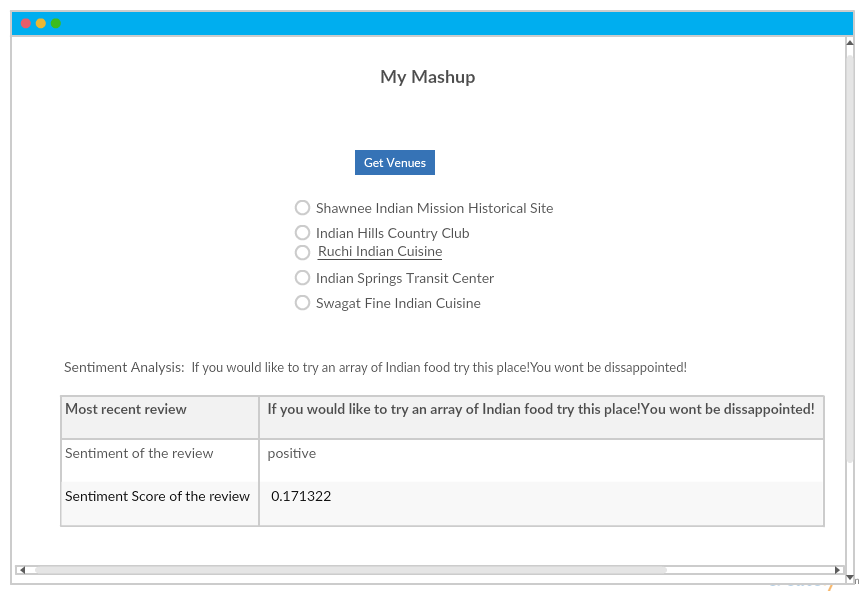 My Mashup
Get Venues
Shawnee Indian Mission Historical Site
Indian Hills Country Club
Ruchi Indian Cuisine
Indian Springs Transit Center
Swagat Fine Indian Cuisine
Sentiment Analysis: If you would like to try an array of Indian food try this place!You wont be dissappointed!
Most recent review If you would like to try an array of Indian food try this place!You wont be dissappointed!
Sentiment of the review positive
Sentiment Score of the review 0.171322